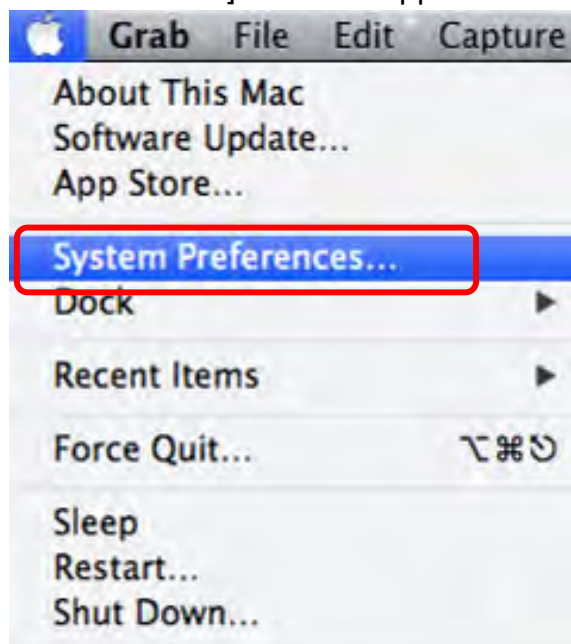 Grab File Edit Capture
About This Mac
Software Update...
App Store...
System Preferences...
Dock ▶
Recent Items ▶
Force Quit... ⌥⌘⎋
Sleep
Restart...
Shut Down...